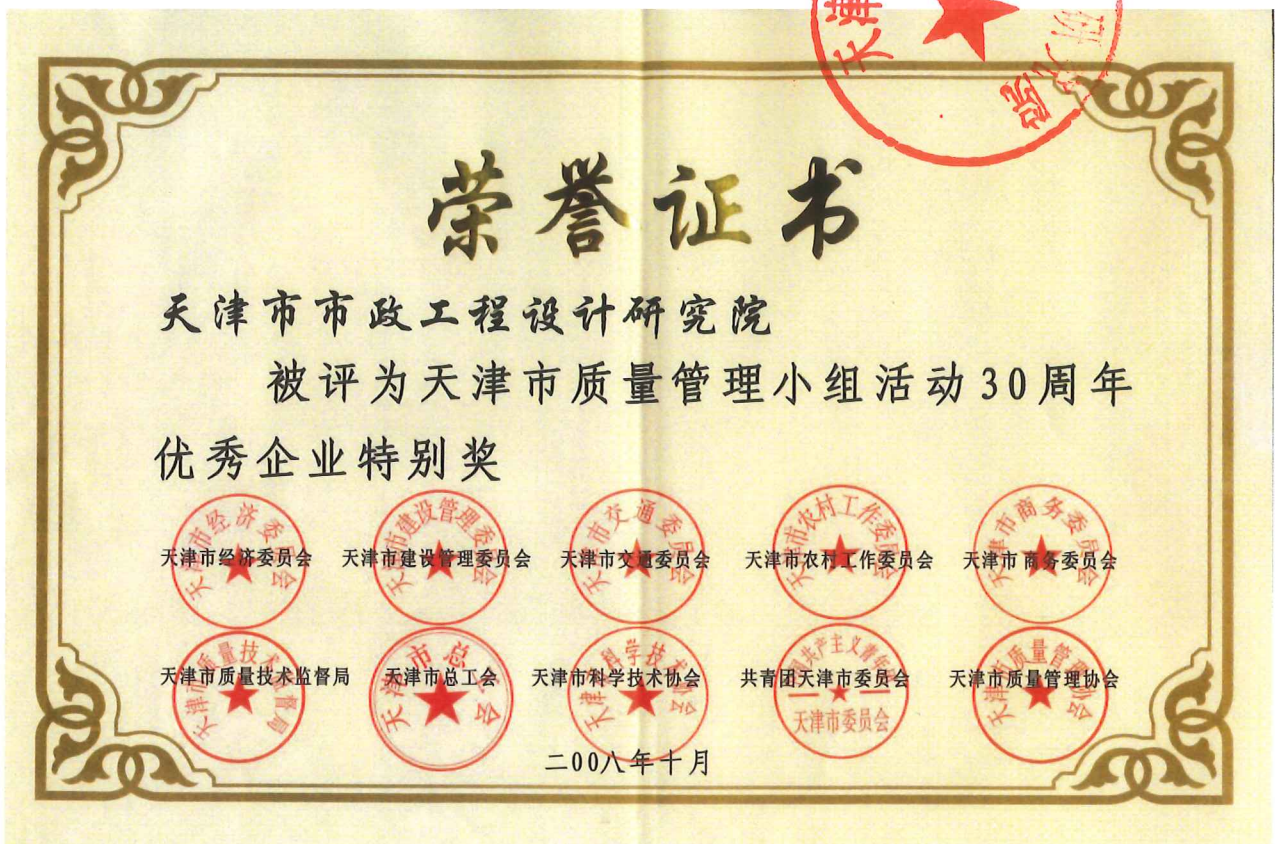 荣誉证书
天津市市政工程设计研究院
被评为天津市质量管理小组活动30周年
优秀企业特别奖
天津市经济委员会 天津市建设管理委员会 天津市交通委员会 天津市农村工作委员会 天津市商务委员会
天津市质量技术监督局 天津市总工会 天津市科学技术协会 共青团天津市委员会 天津市质量管理协会
天津市委员会
二00八年十月